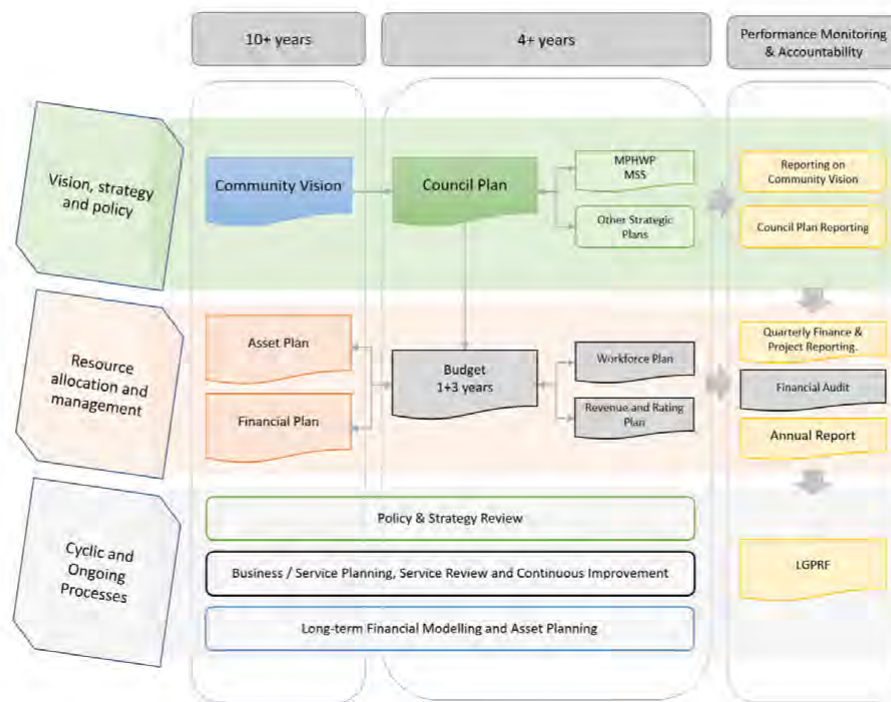 10+ years
4+ years
Performance Monitoring
& Accountability
Vision, strategy
and policy
Community Vision
Council Plan
MPHWP
MSS
Other Strategic
Plans
Reporting on
Community Vision
Council Plan Reporting
Resource
allocation and
management
Asset Plan
Financial Plan
Budget
1+3 years
Workforce Plan
Revenue and Rating
Plan
Quarterly Finance &
Project Reporting.
Financial Audit
Annual Report
Cyclic and
Ongoing
Processes
Policy & Strategy Review
Business / Service Planning, Service Review and Continuous Improvement
Long-term Financial Modelling and Asset Planning
LGPRF